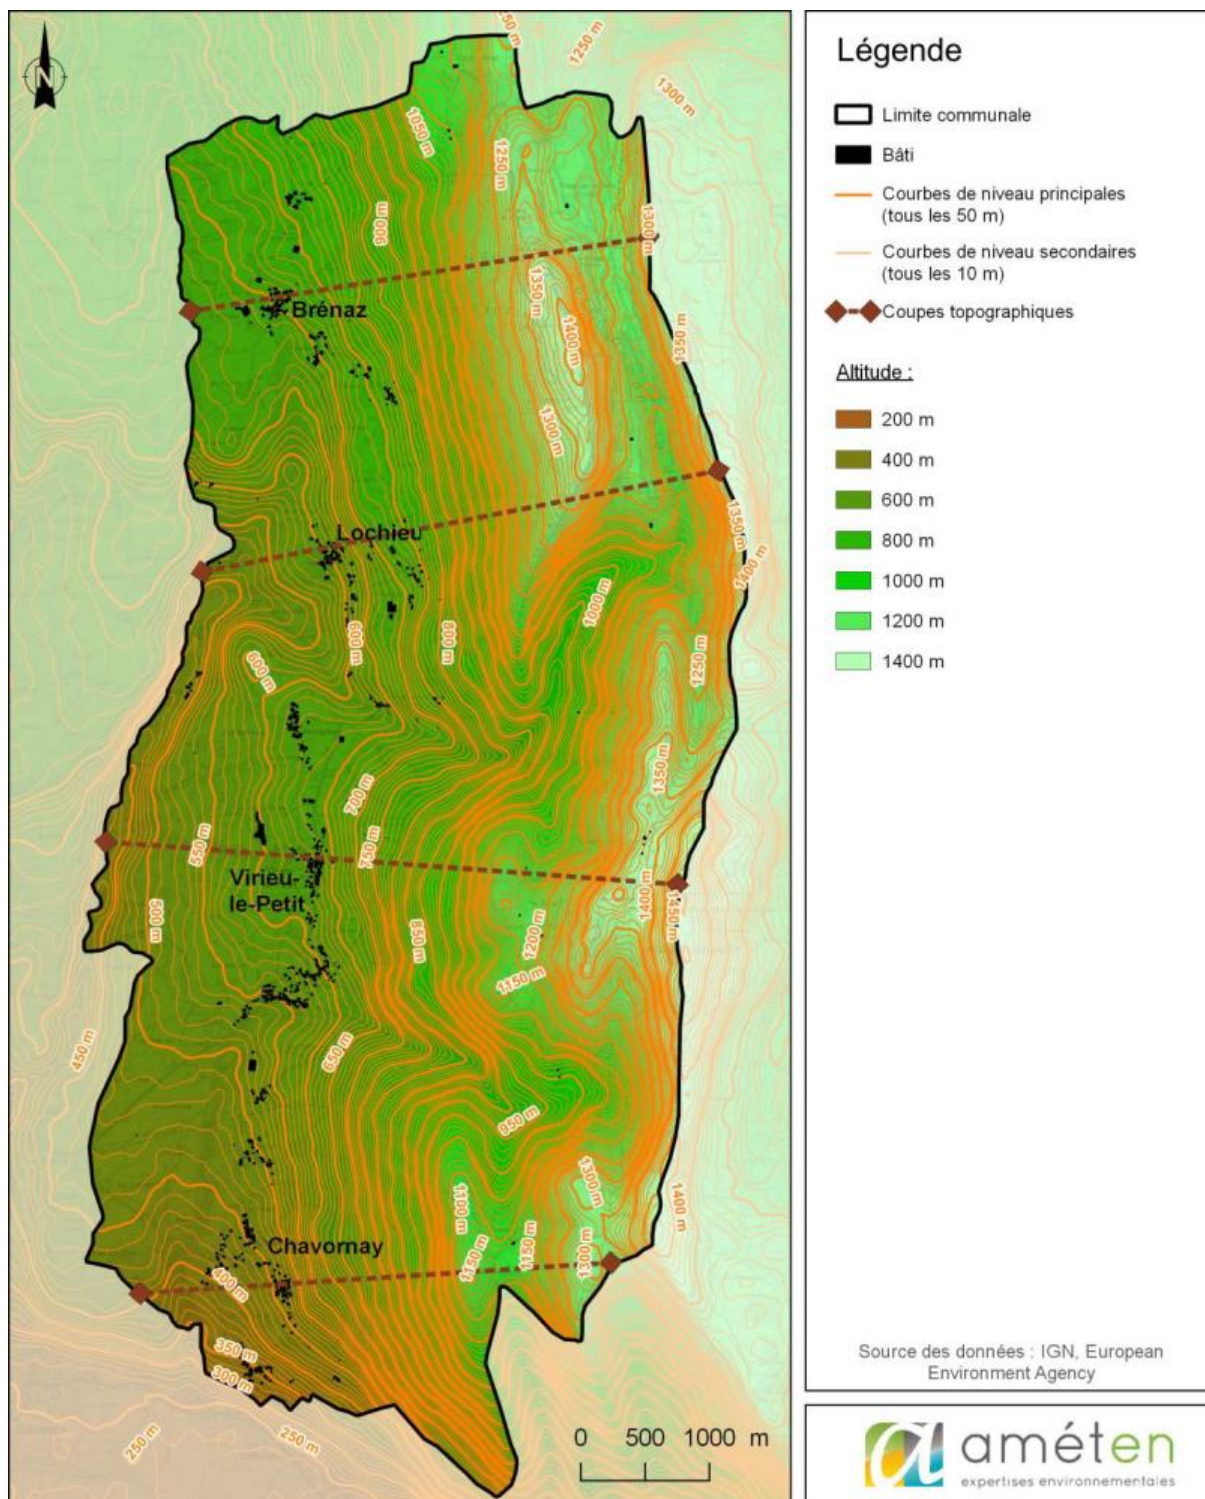 N
50 m
1250 m
1300 m
1050 m
1250 m
900 m
1300 m
Brénaz
1350 m
1400 m
1350 m
1300 m
Lochieu
1350 m
1400 m
1000 m
600 m
800 m
600 m
1250 m
1350 m
700 m
550 m
750 m
Virieu-
le-Petit
500 m
1400 m
1450 m
850 m
1200 m
1150 m
450 m
650 m
950 m
1300 m
1100 m
1400 m
Chavornay
1150 m
1150 m
1300 m
400 m
350 m
300 m
250 m
250 m
0 500 1000 m
Légende
Limite communale
Bâti
Courbes de niveau principales
(tous les 50 m)
Courbes de niveau secondaires
(tous les 10 m)
Coupes topographiques
Altitude :
200 m
400 m
600 m
800 m
1000 m
1200 m
1400 m
Source des données : IGN, European
Environment Agency
améten
expertises environnementales